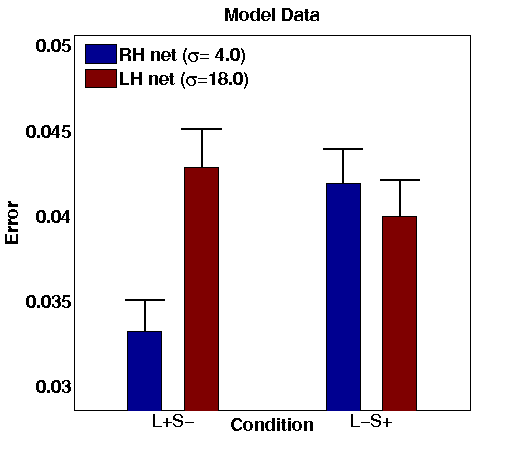 Model Data
0.05
RH net (σ= 4.0)
LH net (σ=18.0)
0.045
0.04
Error
0.035
0.03
L+S−
L−S+
Condition